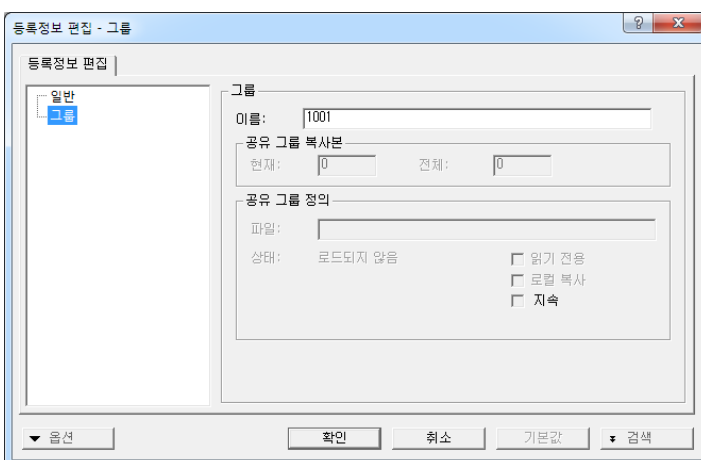 등록정보 편집 - 그룹
등록정보 편집
일반
그룹
그룹
이름: 1001
공유 그룹 복사본
현재: 0 전체: 0
공유 그룹 정의
파일:
상태: 로드되지 않음 읽기 전용
로컬 복사
지속
옵션 확인 취소 기본값 검색